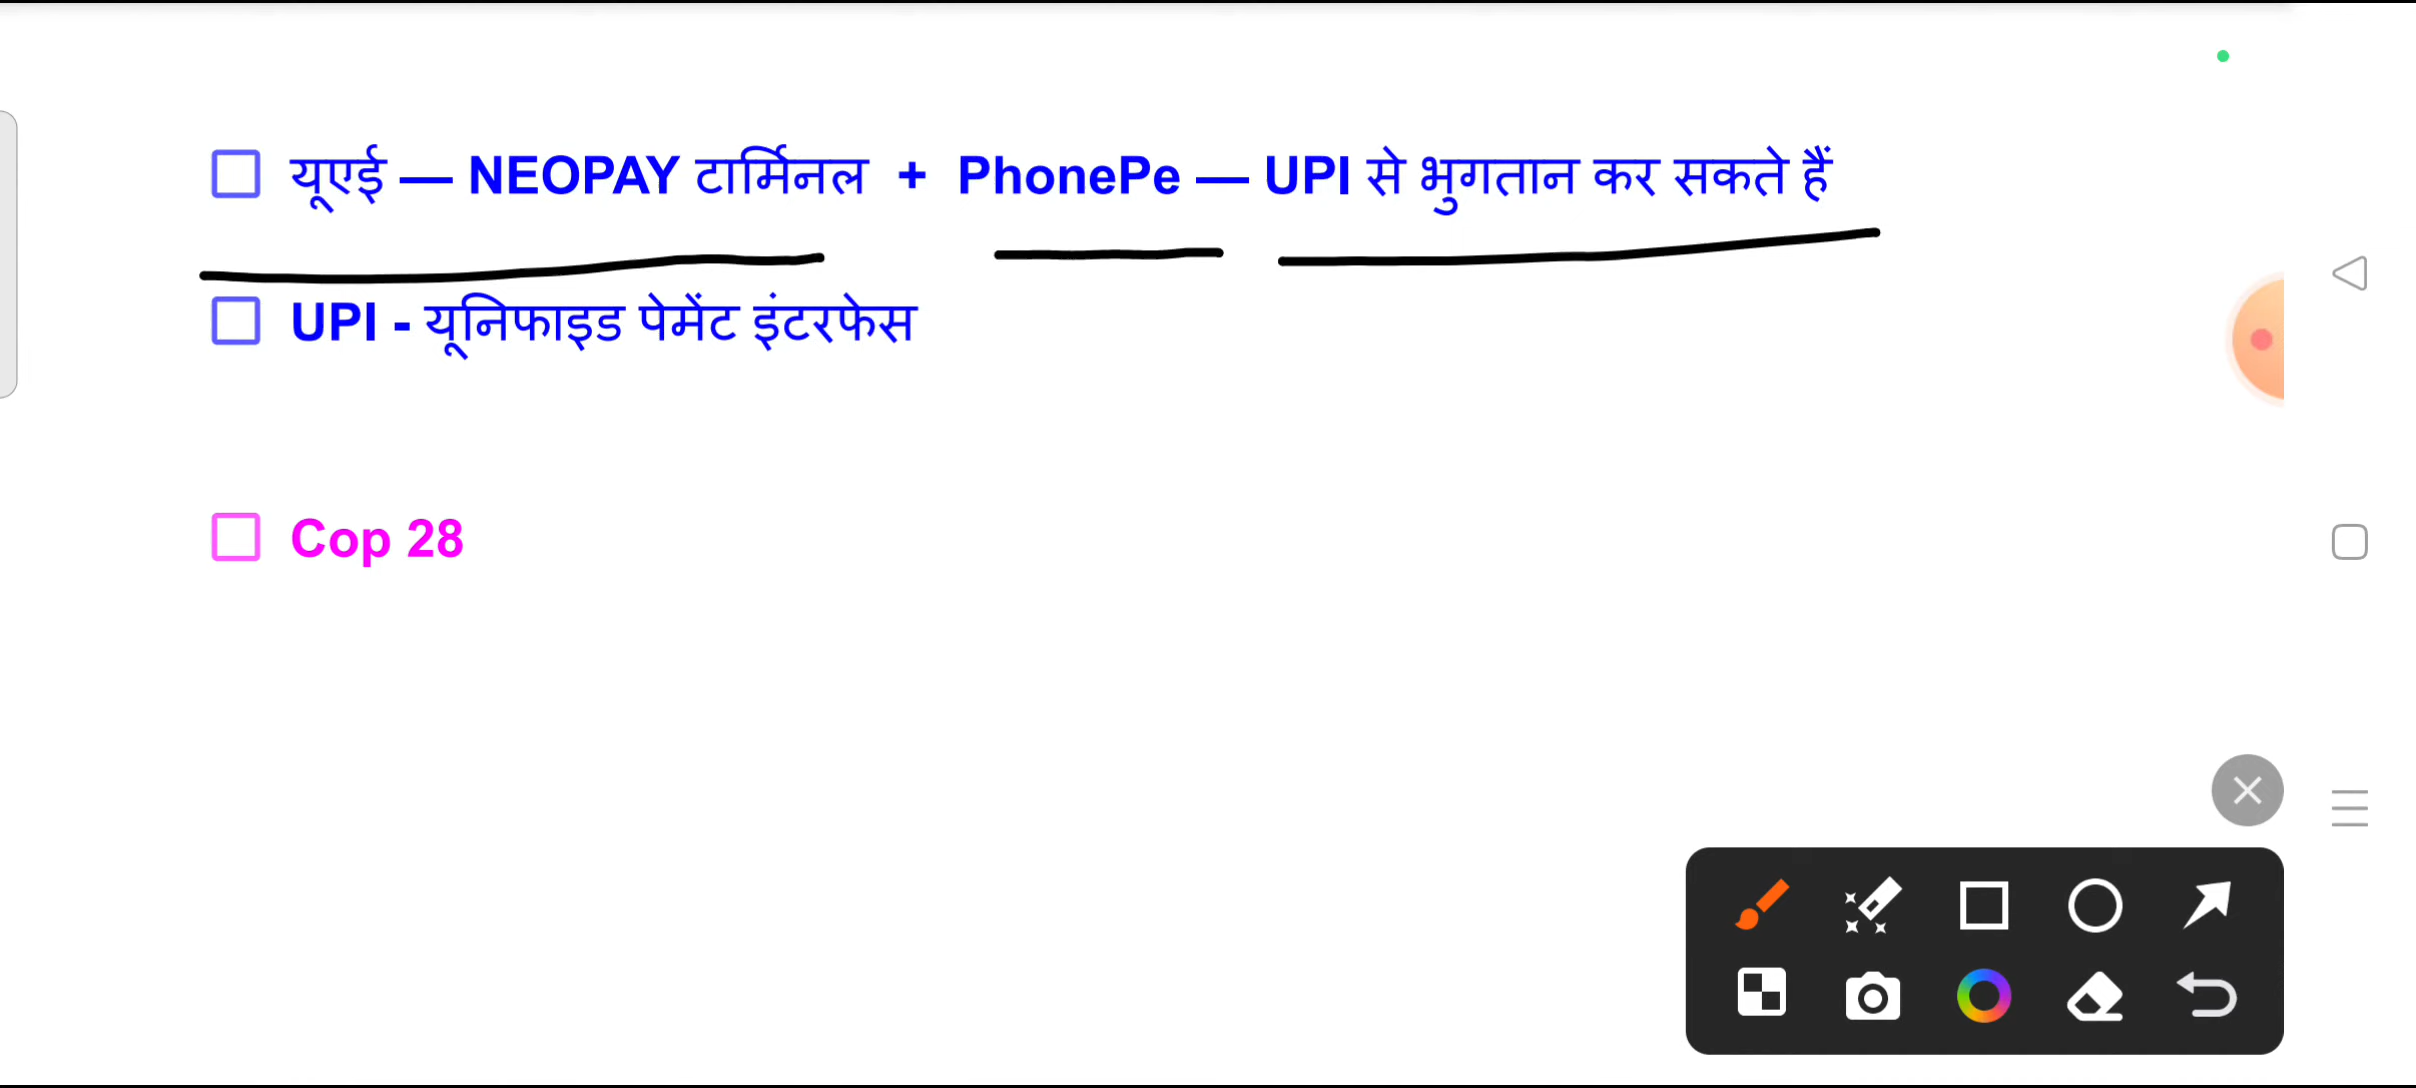 यूएई — NEOPAY टार्मिनल + PhonePe — UPI से भुगतान कर सकते हैं
UPI - यूनिफाइड पेमेंट इंटरफेस
Cop 28